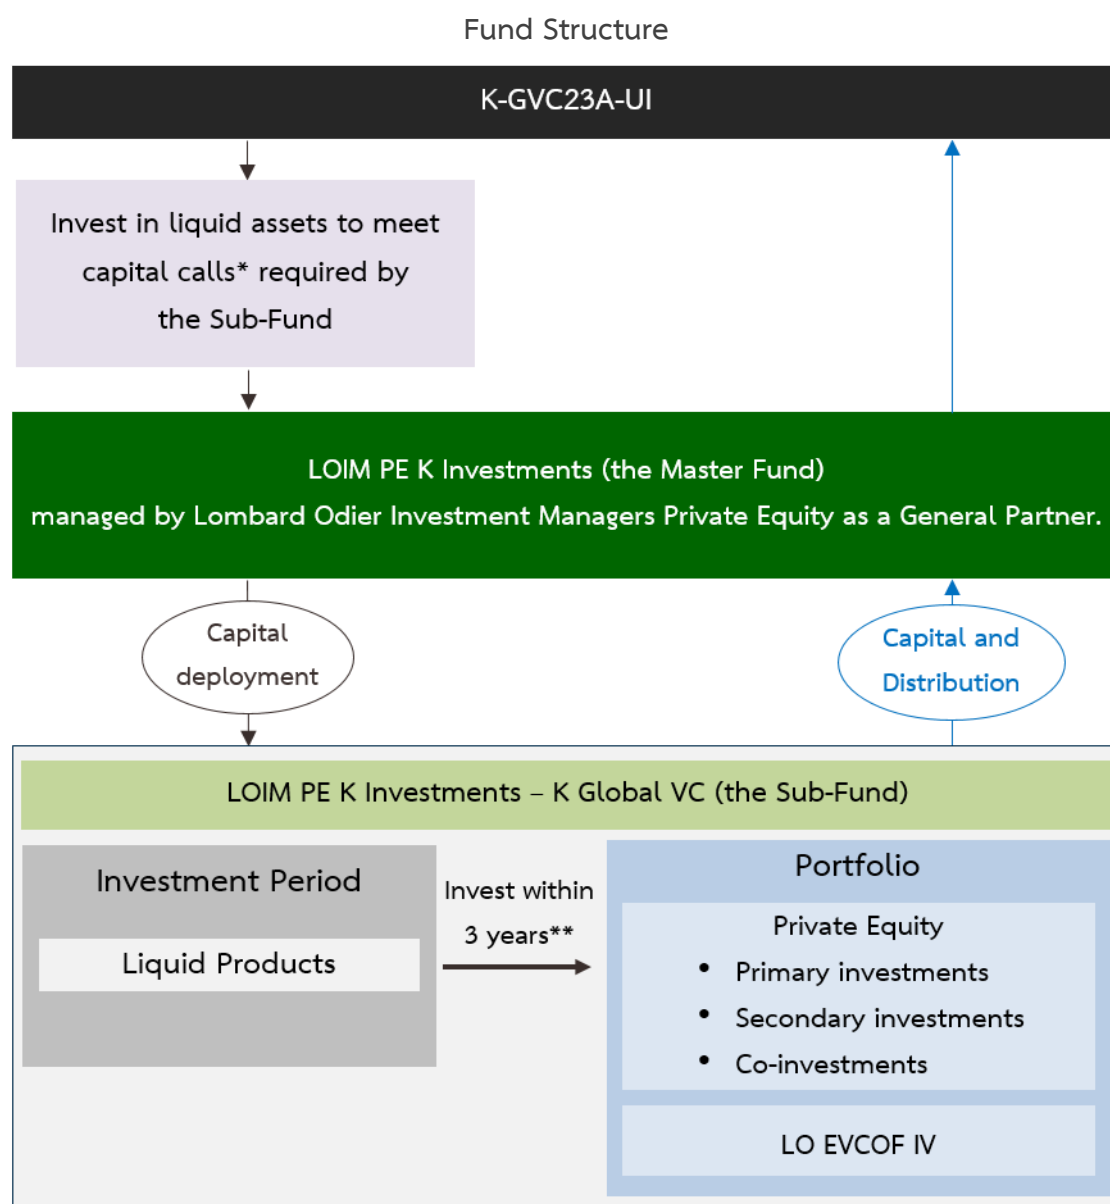 Fund Structure
K-GVC23A-UI
Invest in liquid assets to meet
capital calls* required by
the Sub-Fund
LOIM PE K Investments (the Master Fund)
managed by Lombard Odier Investment Managers Private Equity as a General Partner.
Capital
deployment
Capital and
Distribution
LOIM PE K Investments – K Global VC (the Sub-Fund)
Investment Period
Liquid Products
Invest within
3 years**
Portfolio
Private Equity
• Primary investments
• Secondary investments
• Co-investments
LO EVCOF IV